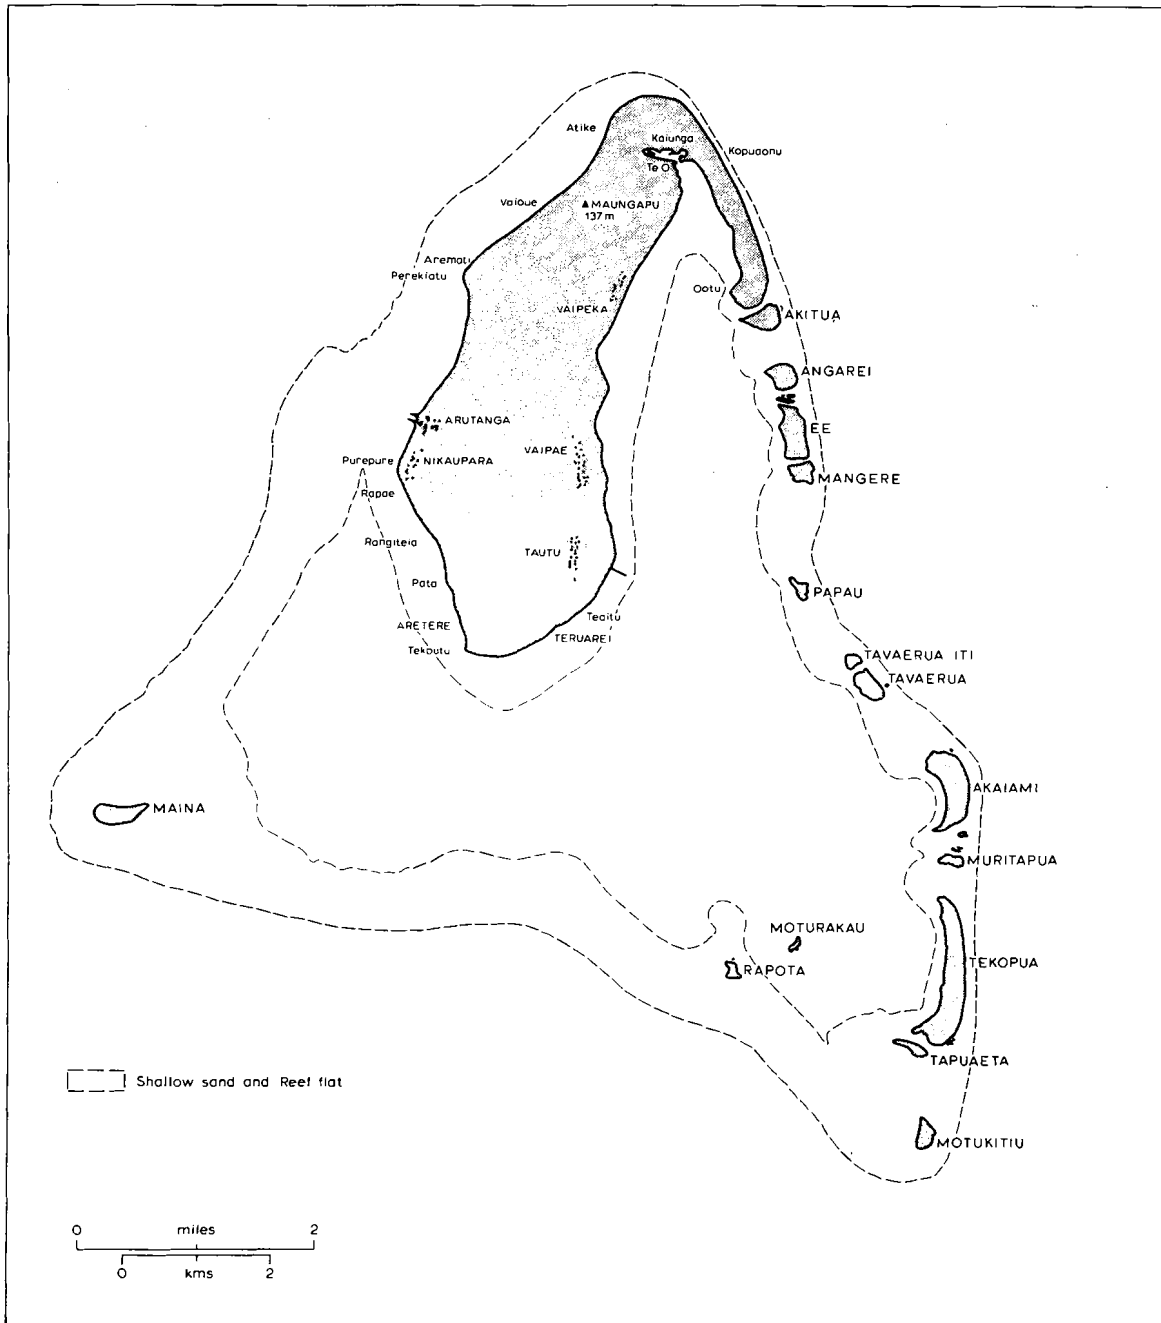 Atike
Kaiunga
Kopuaonu
Te O
Vaioue
MAUNGAPU
137 m
Aremati
Perekiatu
Ootu
VAIPEKA
AKITUA
ANGAREI
ARUTANGA
EE
VAIPAE
Purepure
NIKAUPARA
MANGERE
Rapae
Rangiteia
TAUTU
Pata
PAPAU
Teaitu
ARETERE
TERUAREI
Tekoutu
TAVAERUA ITI
TAVAERUA
AKAIAMI
MAINA
MURITAPUA
MOTURAKAU
TEKOPUA
RAPOTA
TAPUAETA
Shallow sand and Reef flat
MOTUKITIU
0 miles 2
0 kms 2